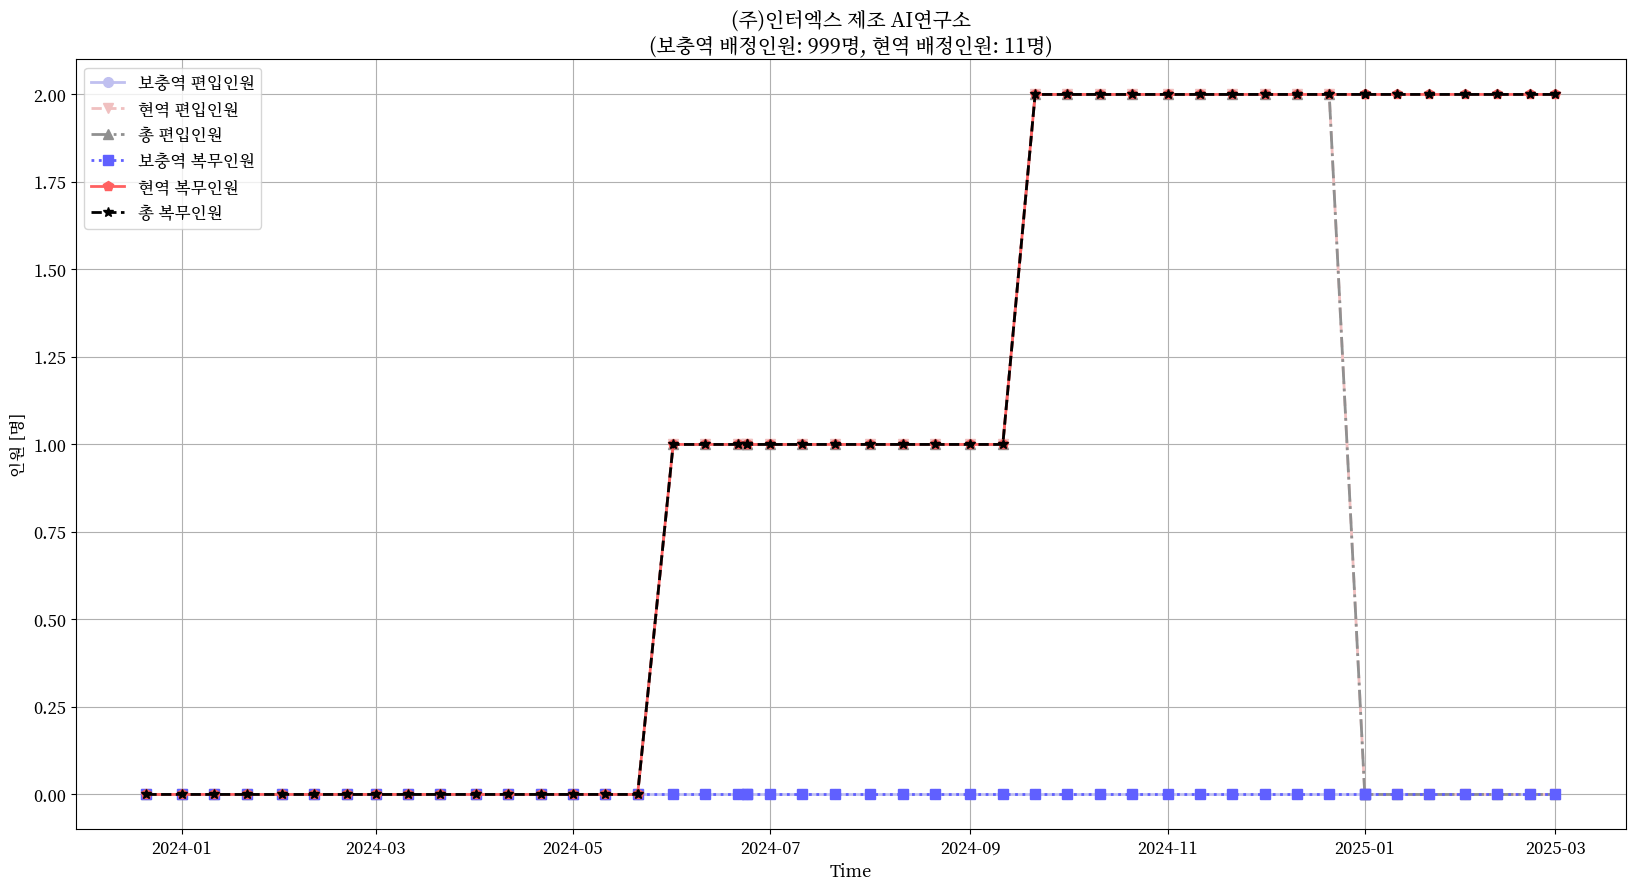 (주)인터엑스 제조 AI연구소
(보충역 배정인원: 999명, 현역 배정인원: 11명)
보충역 편입인원
현역 편입인원
총 편입인원
보충역 복무인원
현역 복무인원
총 복무인원
인원 [명]
2.00
1.75
1.50
1.25
1.00
0.75
0.50
0.25
0.00
2024-01 2024-03 2024-05 2024-07 2024-09 2024-11 2025-01 2025-03
Time